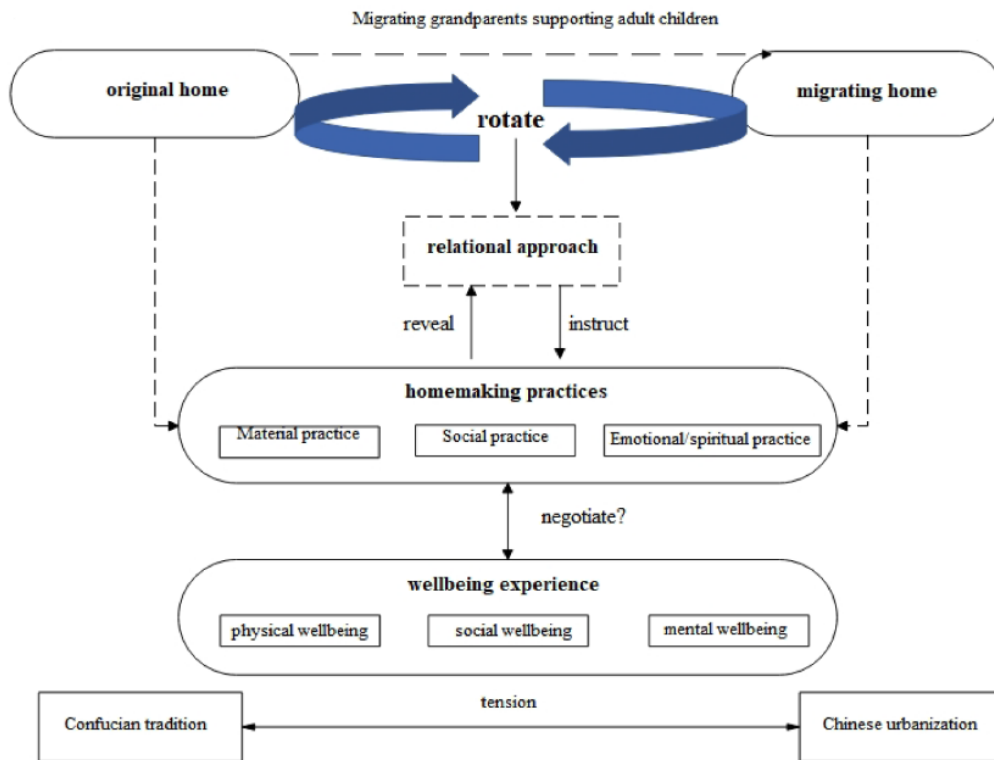 Migrating grandparents supporting adult children
original home
migrating home
rotate
relational approach
reveal
instruct
homemaking practices
Material practice
Social practice
Emotional/spiritual practice
negotiate?
wellbeing experience
physical wellbeing
social wellbeing
mental wellbeing
tension
Confucian tradition
Chinese urbanization